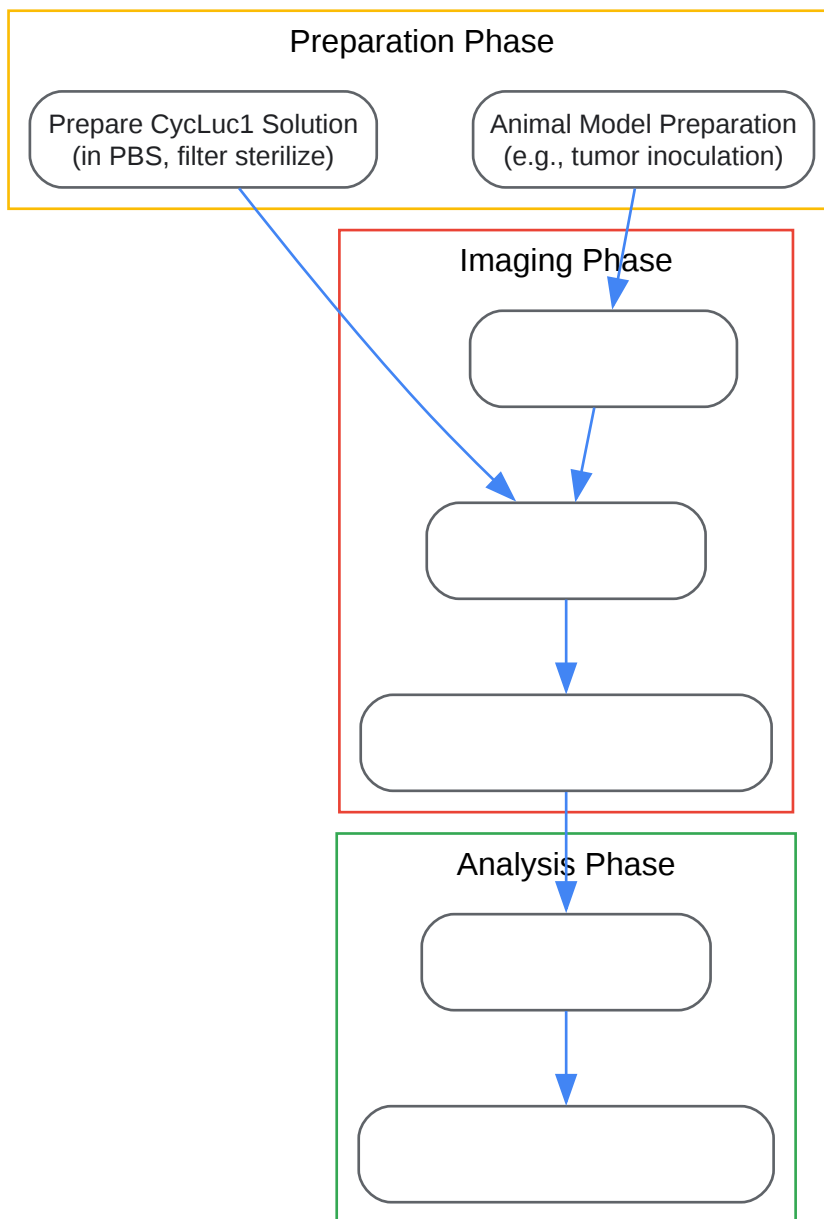 Preparation Phase
Prepare CycLuc1 Solution
(in PBS, filter sterilize)
Animal Model Preparation
(e.g., tumor inoculation)
Imaging Phase
Analysis Phase